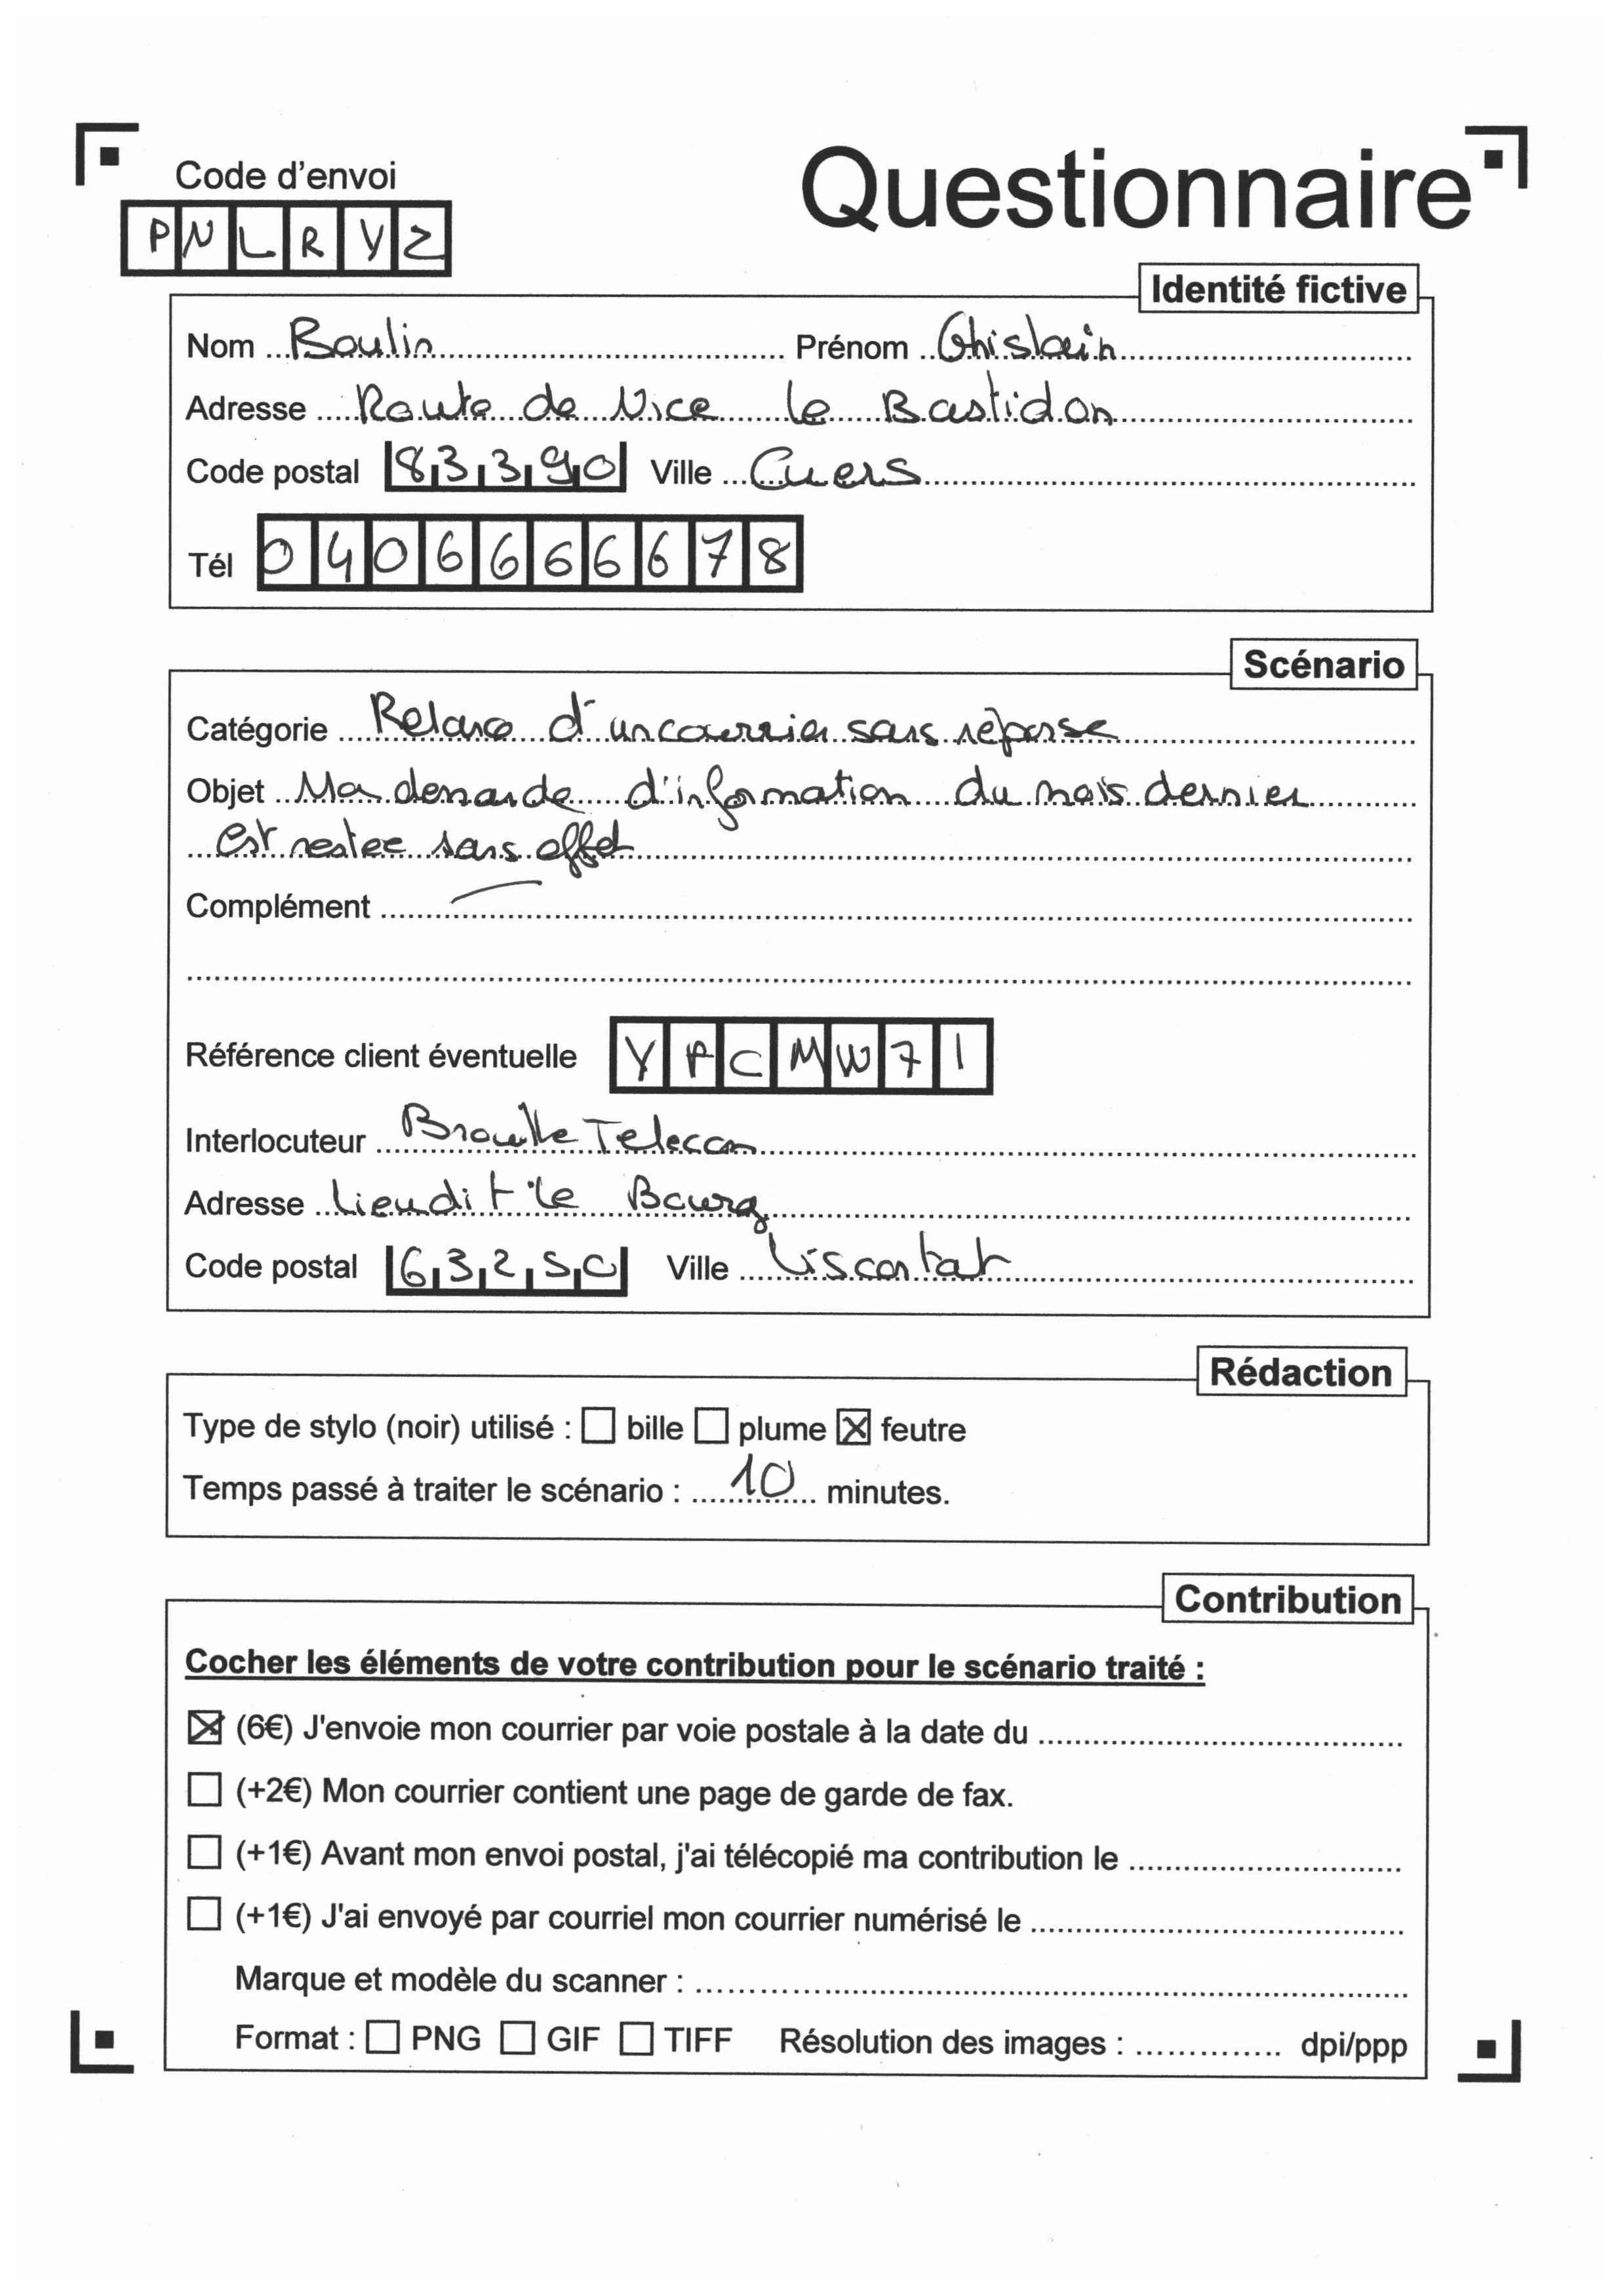 Code d'envoi
Questionnaire
PNLRYZ
Identité fictive
Nom Boulin Prénom Ghislain
Adresse Route de Nice le Bastidon
Code postal 83390 Ville Cuers
Tél 0406666678
Scénario
Catégorie Relance d'un courrier sans réponse
Objet Ma demande d'information du mois dernier
est restée sans effet
Complément
Référence client éventuelle YPCMW71
Interlocuteur Telecom
Adresse Lieudit le Bourg
Code postal 63250 Ville Viscontat
Rédaction
Type de stylo (noir) utilisé : ☐ bille ☐ plume ☒ feutre
Temps passé à traiter le scénario : 10 minutes.
Contribution
Cocher les éléments de votre contribution pour le scénario traité :
☒ (6€) J'envoie mon courrier par voie postale à la date du
☐ (+2€) Mon courrier contient une page de garde de fax.
☐ (+1€) Avant mon envoi postal, j'ai télécopié ma contribution le
☐ (+1€) J'ai envoyé par courriel mon courrier numérisé le
Marque et modèle du scanner :
Format : ☐ PNG ☐ GIF ☐ TIFF Résolution des images : dpi/ppp